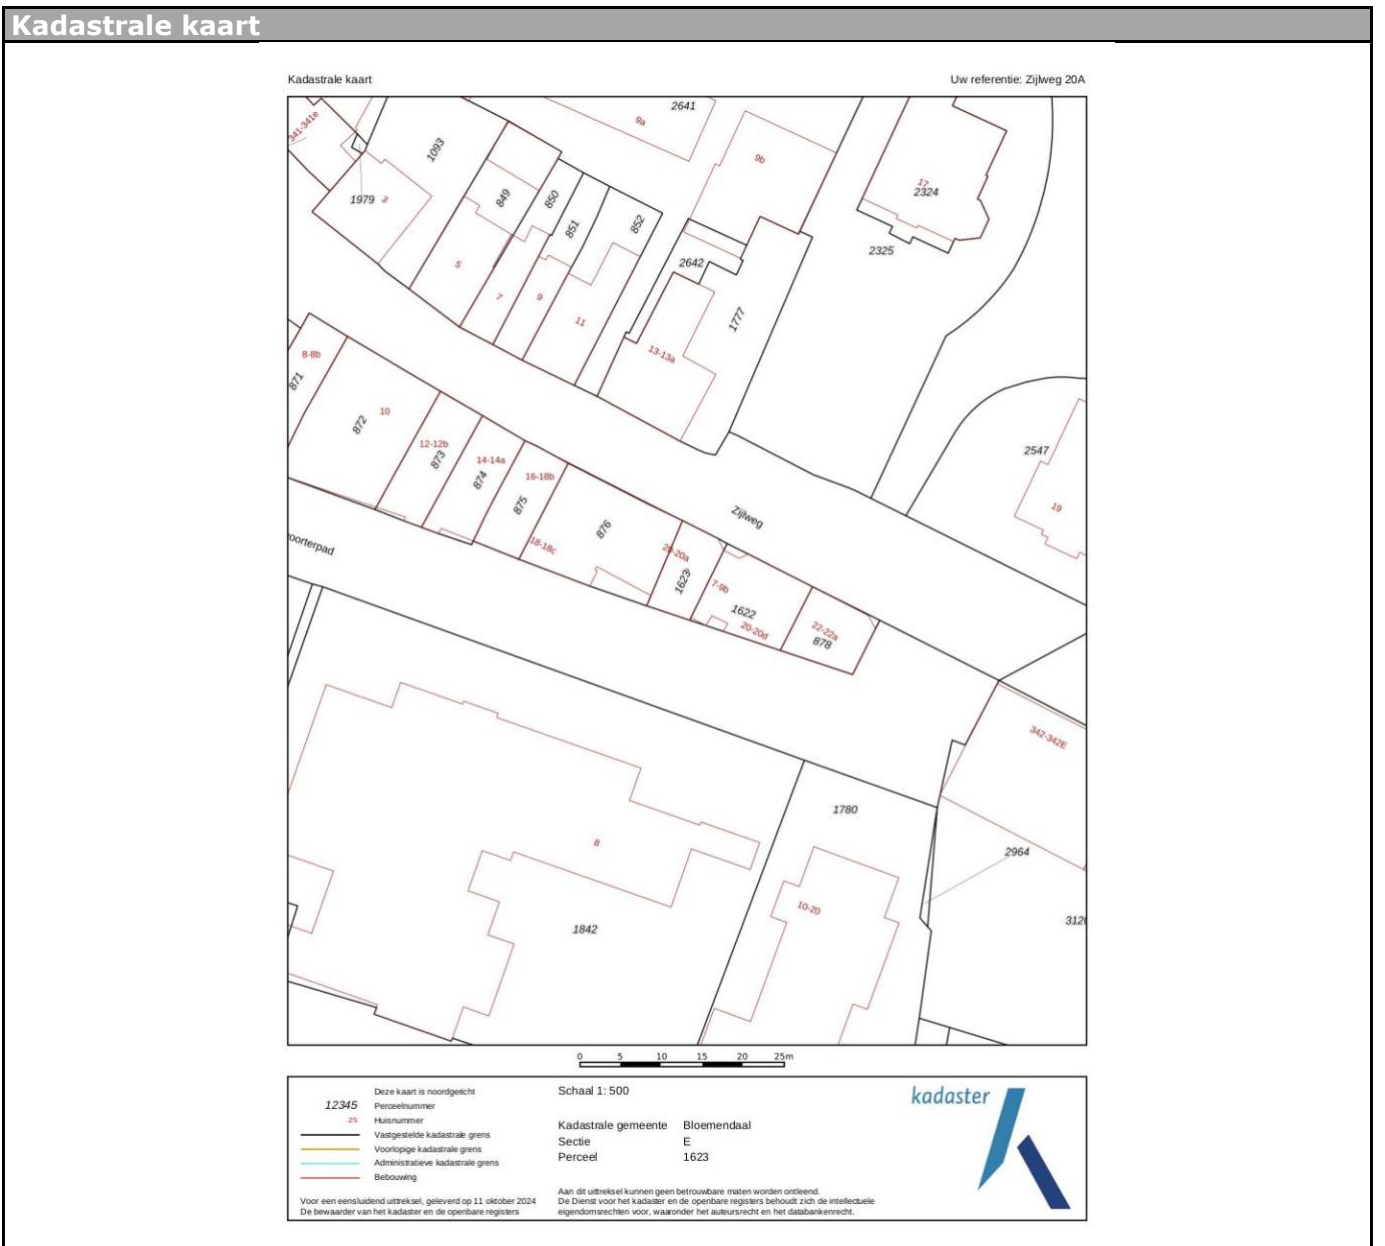 Kadastrale kaart
Kadastrale kaart
Uw referentie: Zijlweg 20A
2641
9a
341-341e
1093
9b
17
2324
1979
3
849
850
851
852
2325
5
2642
7
9
11
1777
13-13a
8-8b
871
10
872
12-12b
873
14-14a
874
16-18b
875
2547
19
Zijlweg
876
18-18c
oorterpad
20-20a
1623
7-9b
1622
20-20d
22-22a
878
342-342E
1780
8
2964
10-20
1842
312
0 5 10 15 20 25m
Deze kaart is noordgericht
12345 Perceelnummer
25 Huisnummer
Vastgestelde kadastrale grens
Voorlopige kadastrale grens
Administratieve kadastrale grens
Bebouwing
Voor een eensluidend uittreksel, geleverd op 11 oktober 2024
De bewaarder van het kadaster en de openbare registers
Schaal 1: 500
Kadastrale gemeente Bloemendaal
Sectie E
Perceel 1623
Aan dit uittreksel kunnen geen betrouwbare maten worden ontleend.
De Dienst voor het kadaster en de openbare registers behoudt zich de intellectuele
eigendomsrechten voor, waaronder het auteursrecht en het databankenrecht.
kadaster